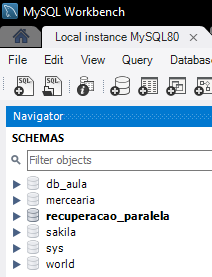 MySQL Workbench
Local instance MySQL80
File Edit View Query Database
SQL SQL
Navigator
SCHEMAS
Filter objects
db_aula
mercearia
recuperacao_paralela
sakila
sys
world